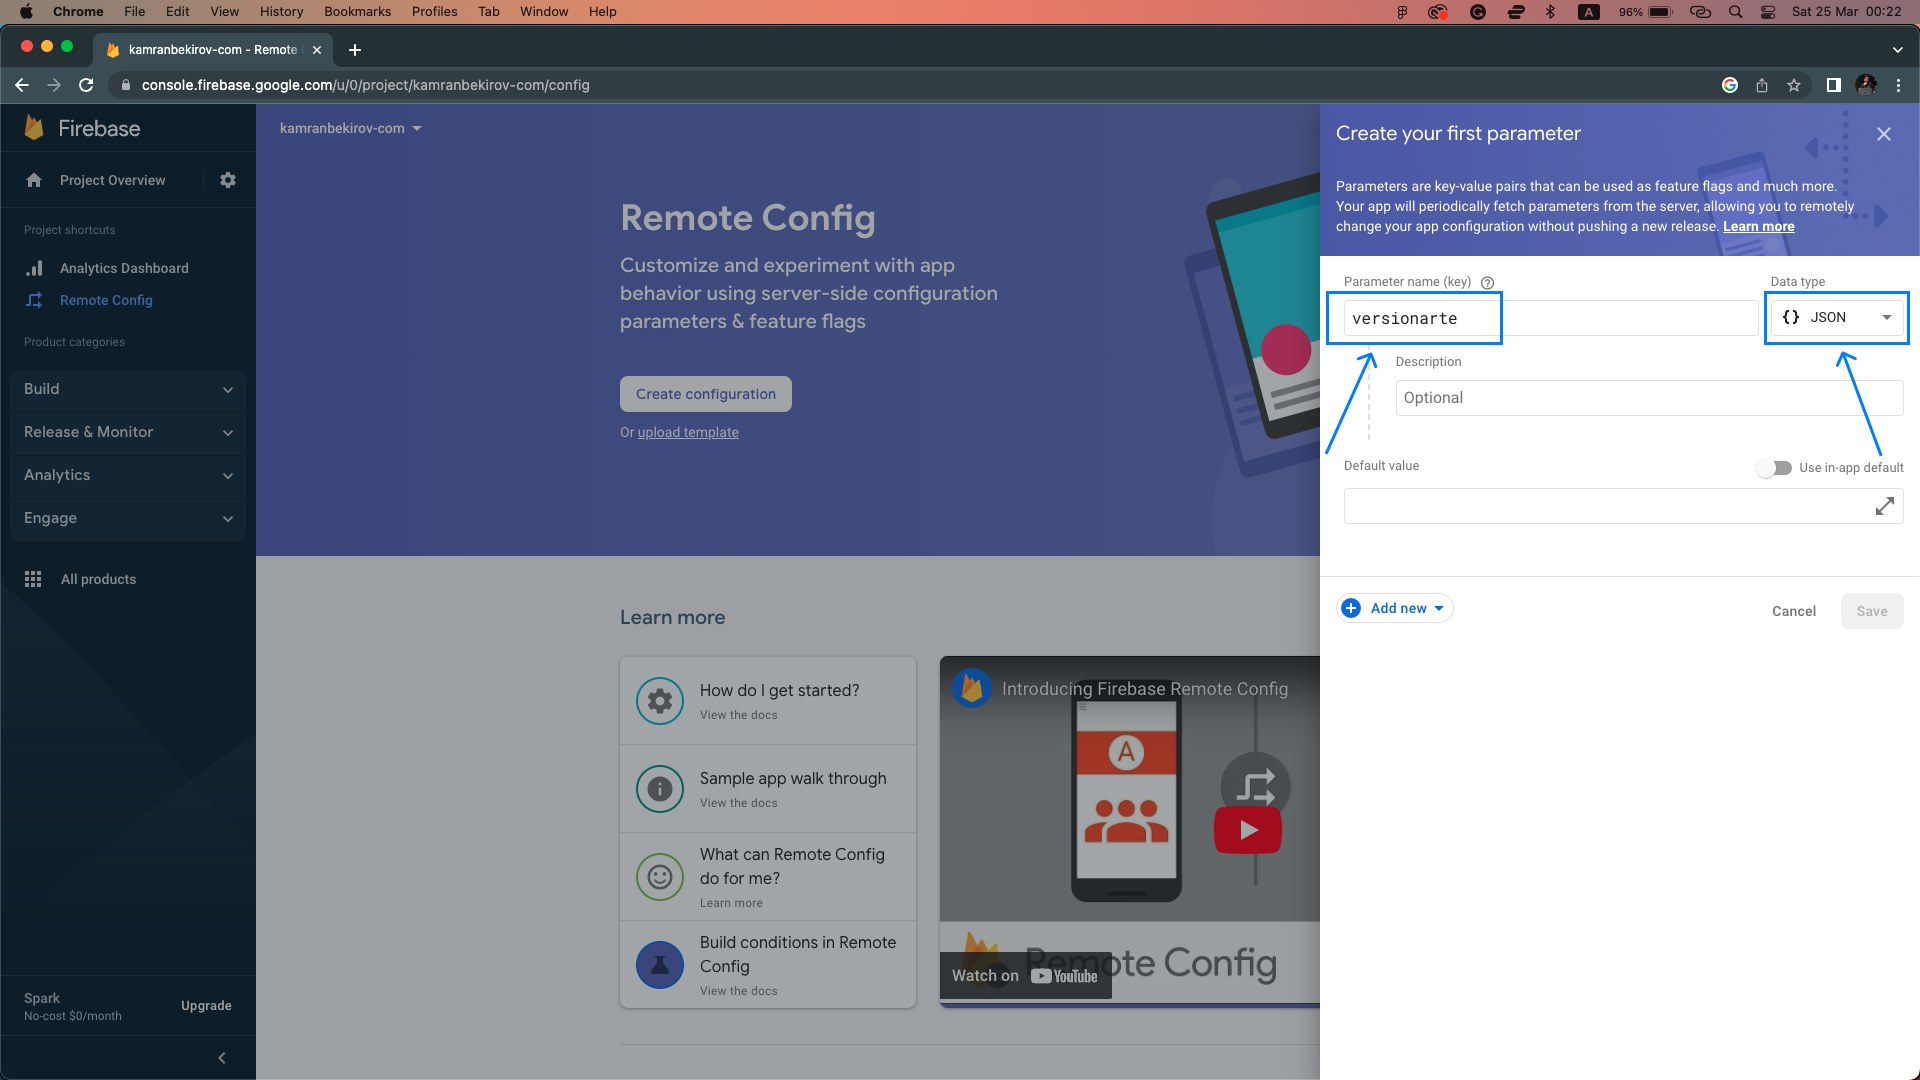 Chrome File Edit View History Bookmarks Profiles Tab Window Help
A 96% Sat 25 Mar 00:22
kamranbekirov-com - Remote
console.firebase.google.com/u/0/project/kamranbekirov-com/config
Firebase
Project Overview
Project shortcuts
Analytics Dashboard
Remote Config
Product categories
Build
Release & Monitor
Analytics
Engage
All products
Spark
No-cost $0/month
Upgrade
kamranbekirov-com
Remote Config
Customize and experiment with app
behavior using server-side configuration
parameters & feature flags
Create configuration
Or upload template
Learn more
How do I get started?
View the docs
Sample app walk through
View the docs
What can Remote Config
do for me?
Learn more
Build conditions in Remote
Config
View the docs
Introducing Firebase Remote Config
A
Remote Config
Watch on YouTube
Create your first parameter
Parameters are key-value pairs that can be used as feature flags and much more.
Your app will periodically fetch parameters from the server, allowing you to remotely
change your app configuration without pushing a new release. Learn more
Parameter name (key)
Data type
versionarte
{} JSON
Description
Optional
Default value
Use in-app default
Add new
Cancel
Save